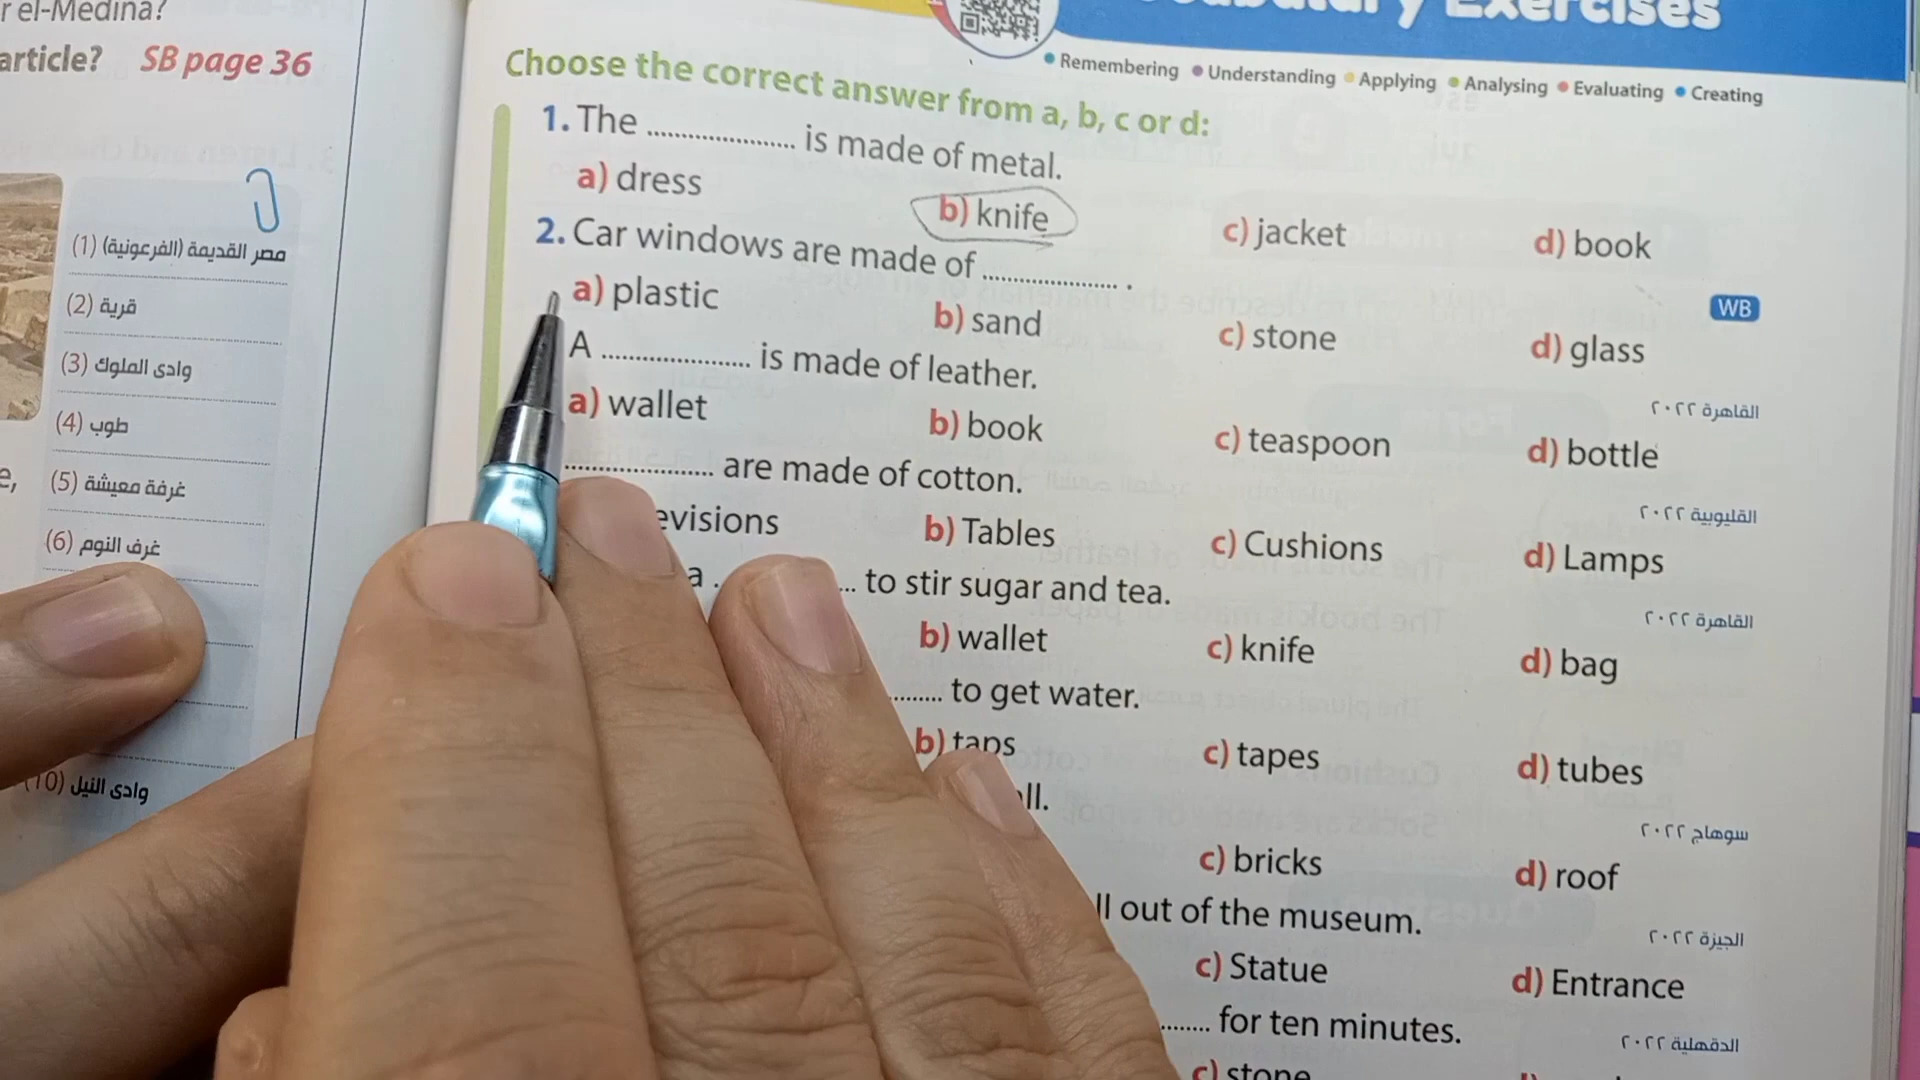 r el-Medina?
article? SB page 36
(1) مصر القديمة (الفرعونية)
(2) قرية
(3) وادى الملوك
(4) طوب
(5) غرفة معيشة
(6) غرف النوم
(10) وادى النيل
e,
Exercises
Remembering Understanding Applying Analysing Evaluating Creating
Choose the correct answer from a, b, c or d:
1. The .................... is made of metal.
a) dress b) knife c) jacket d) book
2. Car windows are made of .................... .
WB
a) plastic b) sand c) stone d) glass
A .................... is made of leather.
القاهرة ٢٠٢٢
a) wallet b) book c) teaspoon d) bottle
.................... are made of cotton.
القليوبية ٢٠٢٢
evisions b) Tables c) Cushions d) Lamps
a ... to stir sugar and tea.
القاهرة ٢٠٢٢
b) wallet c) knife d) bag
........ to get water.
b) taps c) tapes d) tubes
ll.
سوهاج ٢٠٢٢
c) bricks d) roof
ll out of the museum.
الجيزة ٢٠٢٢
c) Statue d) Entrance
........ for ten minutes.
الدقهلية ٢٠٢٢
c) stone